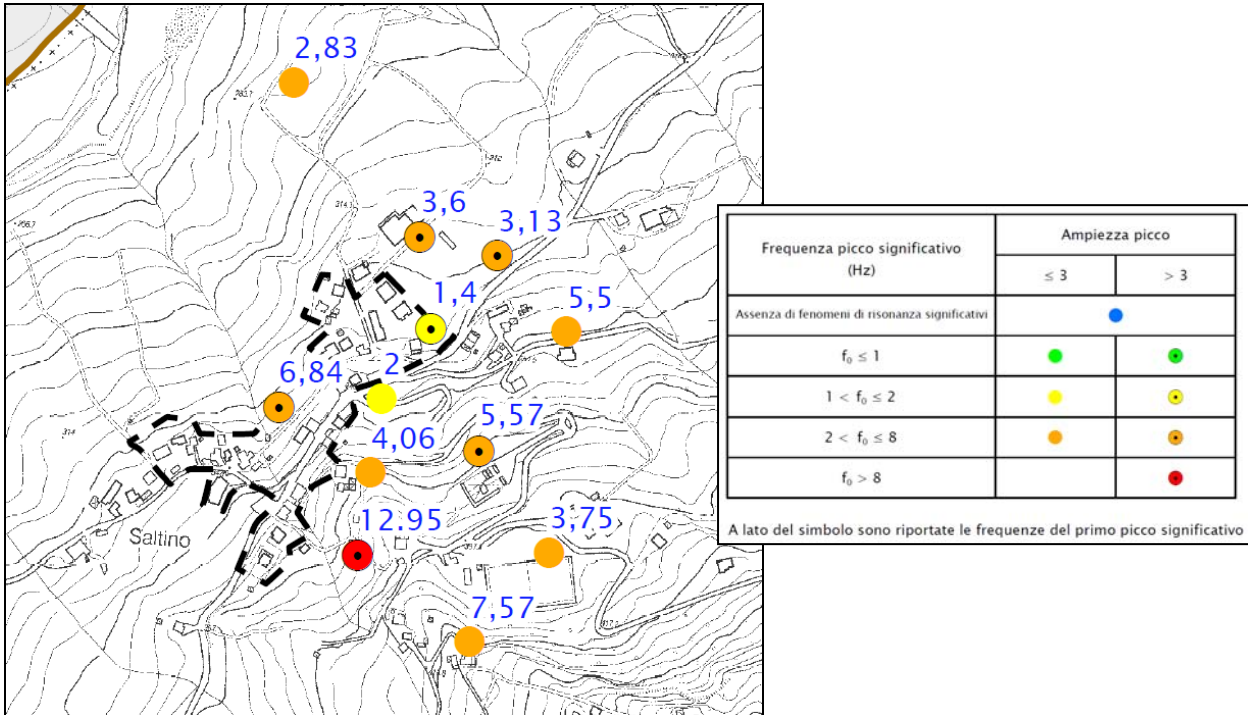 2,83
3,6
3,13
1,4
5,5
6,84
2
5,57
4,06
12.95
3,75
7,57
Saltino
Frequenza picco significativo
(Hz)
Ampiezza picco
≤ 3
> 3
Assenza di fenomeni di risonanza significativi
f₀ ≤ 1
1 < f₀ ≤ 2
2 < f₀ ≤ 8
f₀ > 8
A lato del simbolo sono riportate le frequenze del primo picco significativo